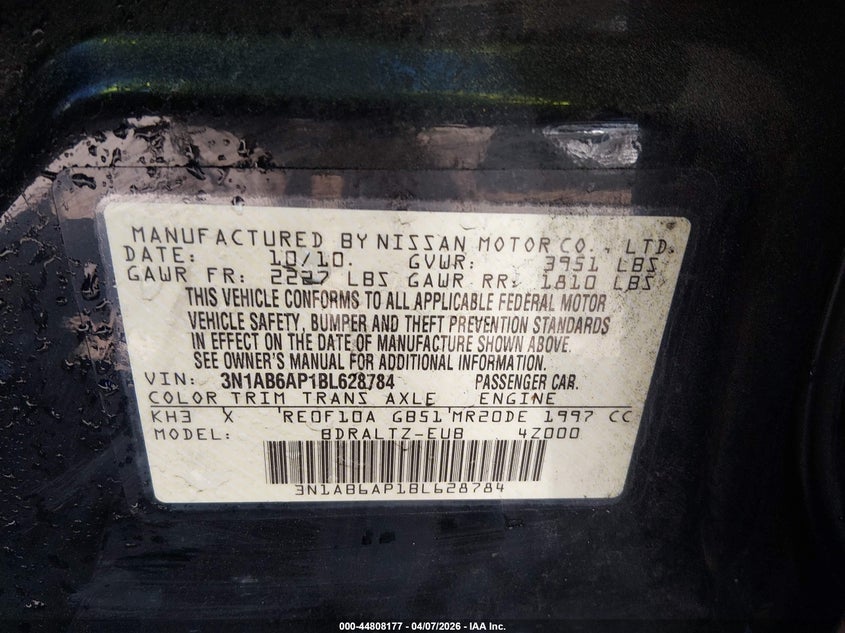 MANUFACTURED BY NISSAN MOTOR CO., LTD.
DATE: 10/10. GVWR: 3951 LBS
GAWR FR: 2227 LBS GAWR RR: 1810 LBS
THIS VEHICLE CONFORMS TO ALL APPLICABLE FEDERAL MOTOR
VEHICLE SAFETY, BUMPER AND THEFT PREVENTION STANDARDS
IN EFFECT ON THE DATE OF MANUFACTURE SHOWN ABOVE.
SEE OWNER'S MANUAL FOR ADDITIONAL INFORMATION.
VIN: 3N1AB6AP1BL628784 PASSENGER CAR.
COLOR TRIM TRANS AXLE ENGINE
KH3 X RE0F10A GB51 MR20DE 1997 CC
MODEL: BDRALTZ-EUB 4Z000
3N1AB6AP1BL628784
000-44808177 - 04/07/2026 - IAA Inc.